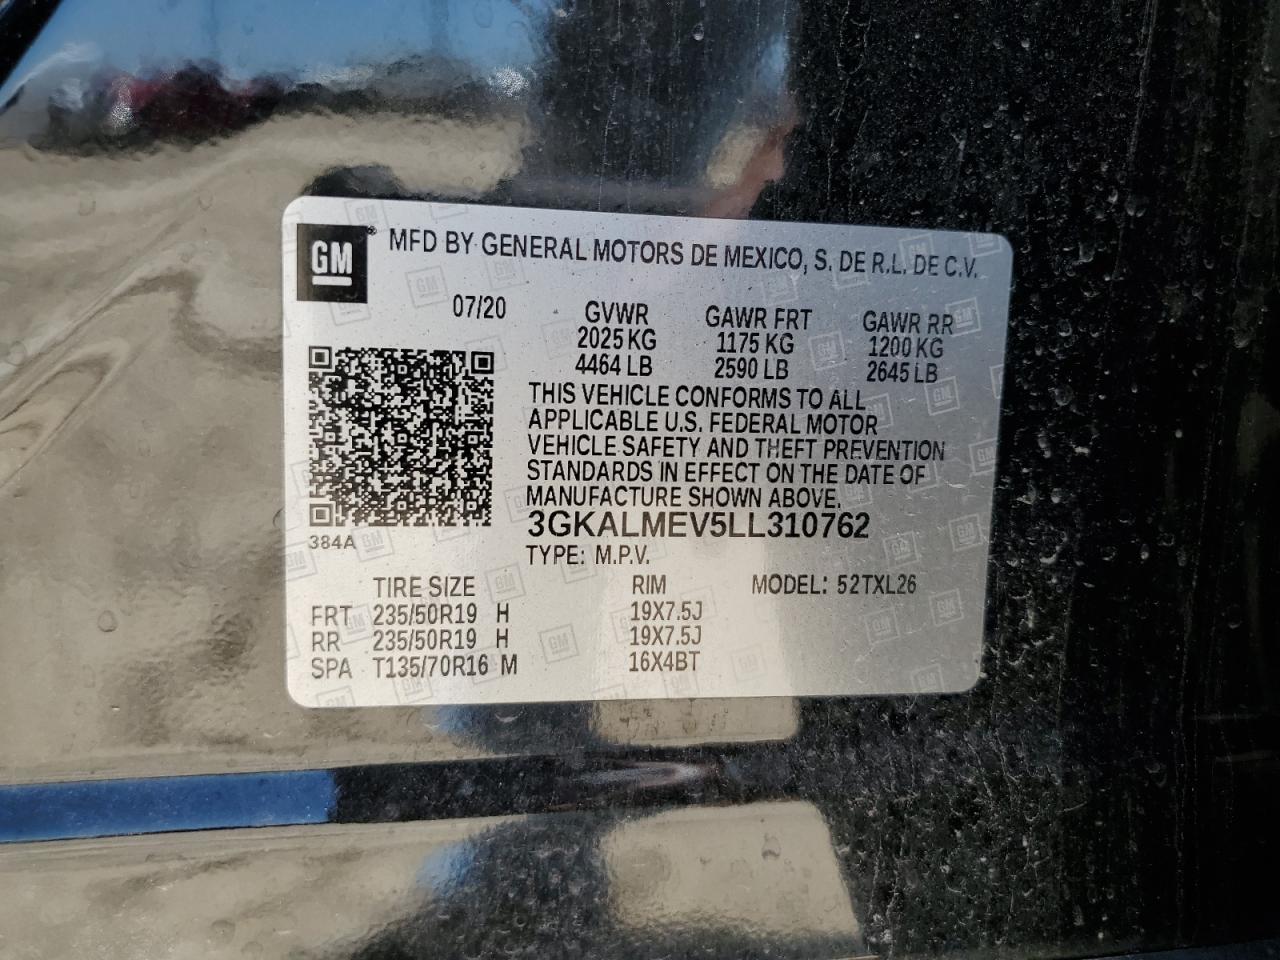 GM ® MFD BY GENERAL MOTORS DE MEXICO, S. DE R.L. DE C.V.
07/20 GVWR GAWR FRT GAWR RR
2025 KG 1175 KG 1200 KG
4464 LB 2590 LB 2645 LB
THIS VEHICLE CONFORMS TO ALL
APPLICABLE U.S. FEDERAL MOTOR
VEHICLE SAFETY AND THEFT PREVENTION
STANDARDS IN EFFECT ON THE DATE OF
MANUFACTURE SHOWN ABOVE.
3GKALMEV5LL310762
384A
TYPE: M.P.V.
TIRE SIZE RIM MODEL: 52TXL26
FRT 235/50R19 H 19X7.5J
RR 235/50R19 H 19X7.5J
SPA T135/70R16 M 16X4BT